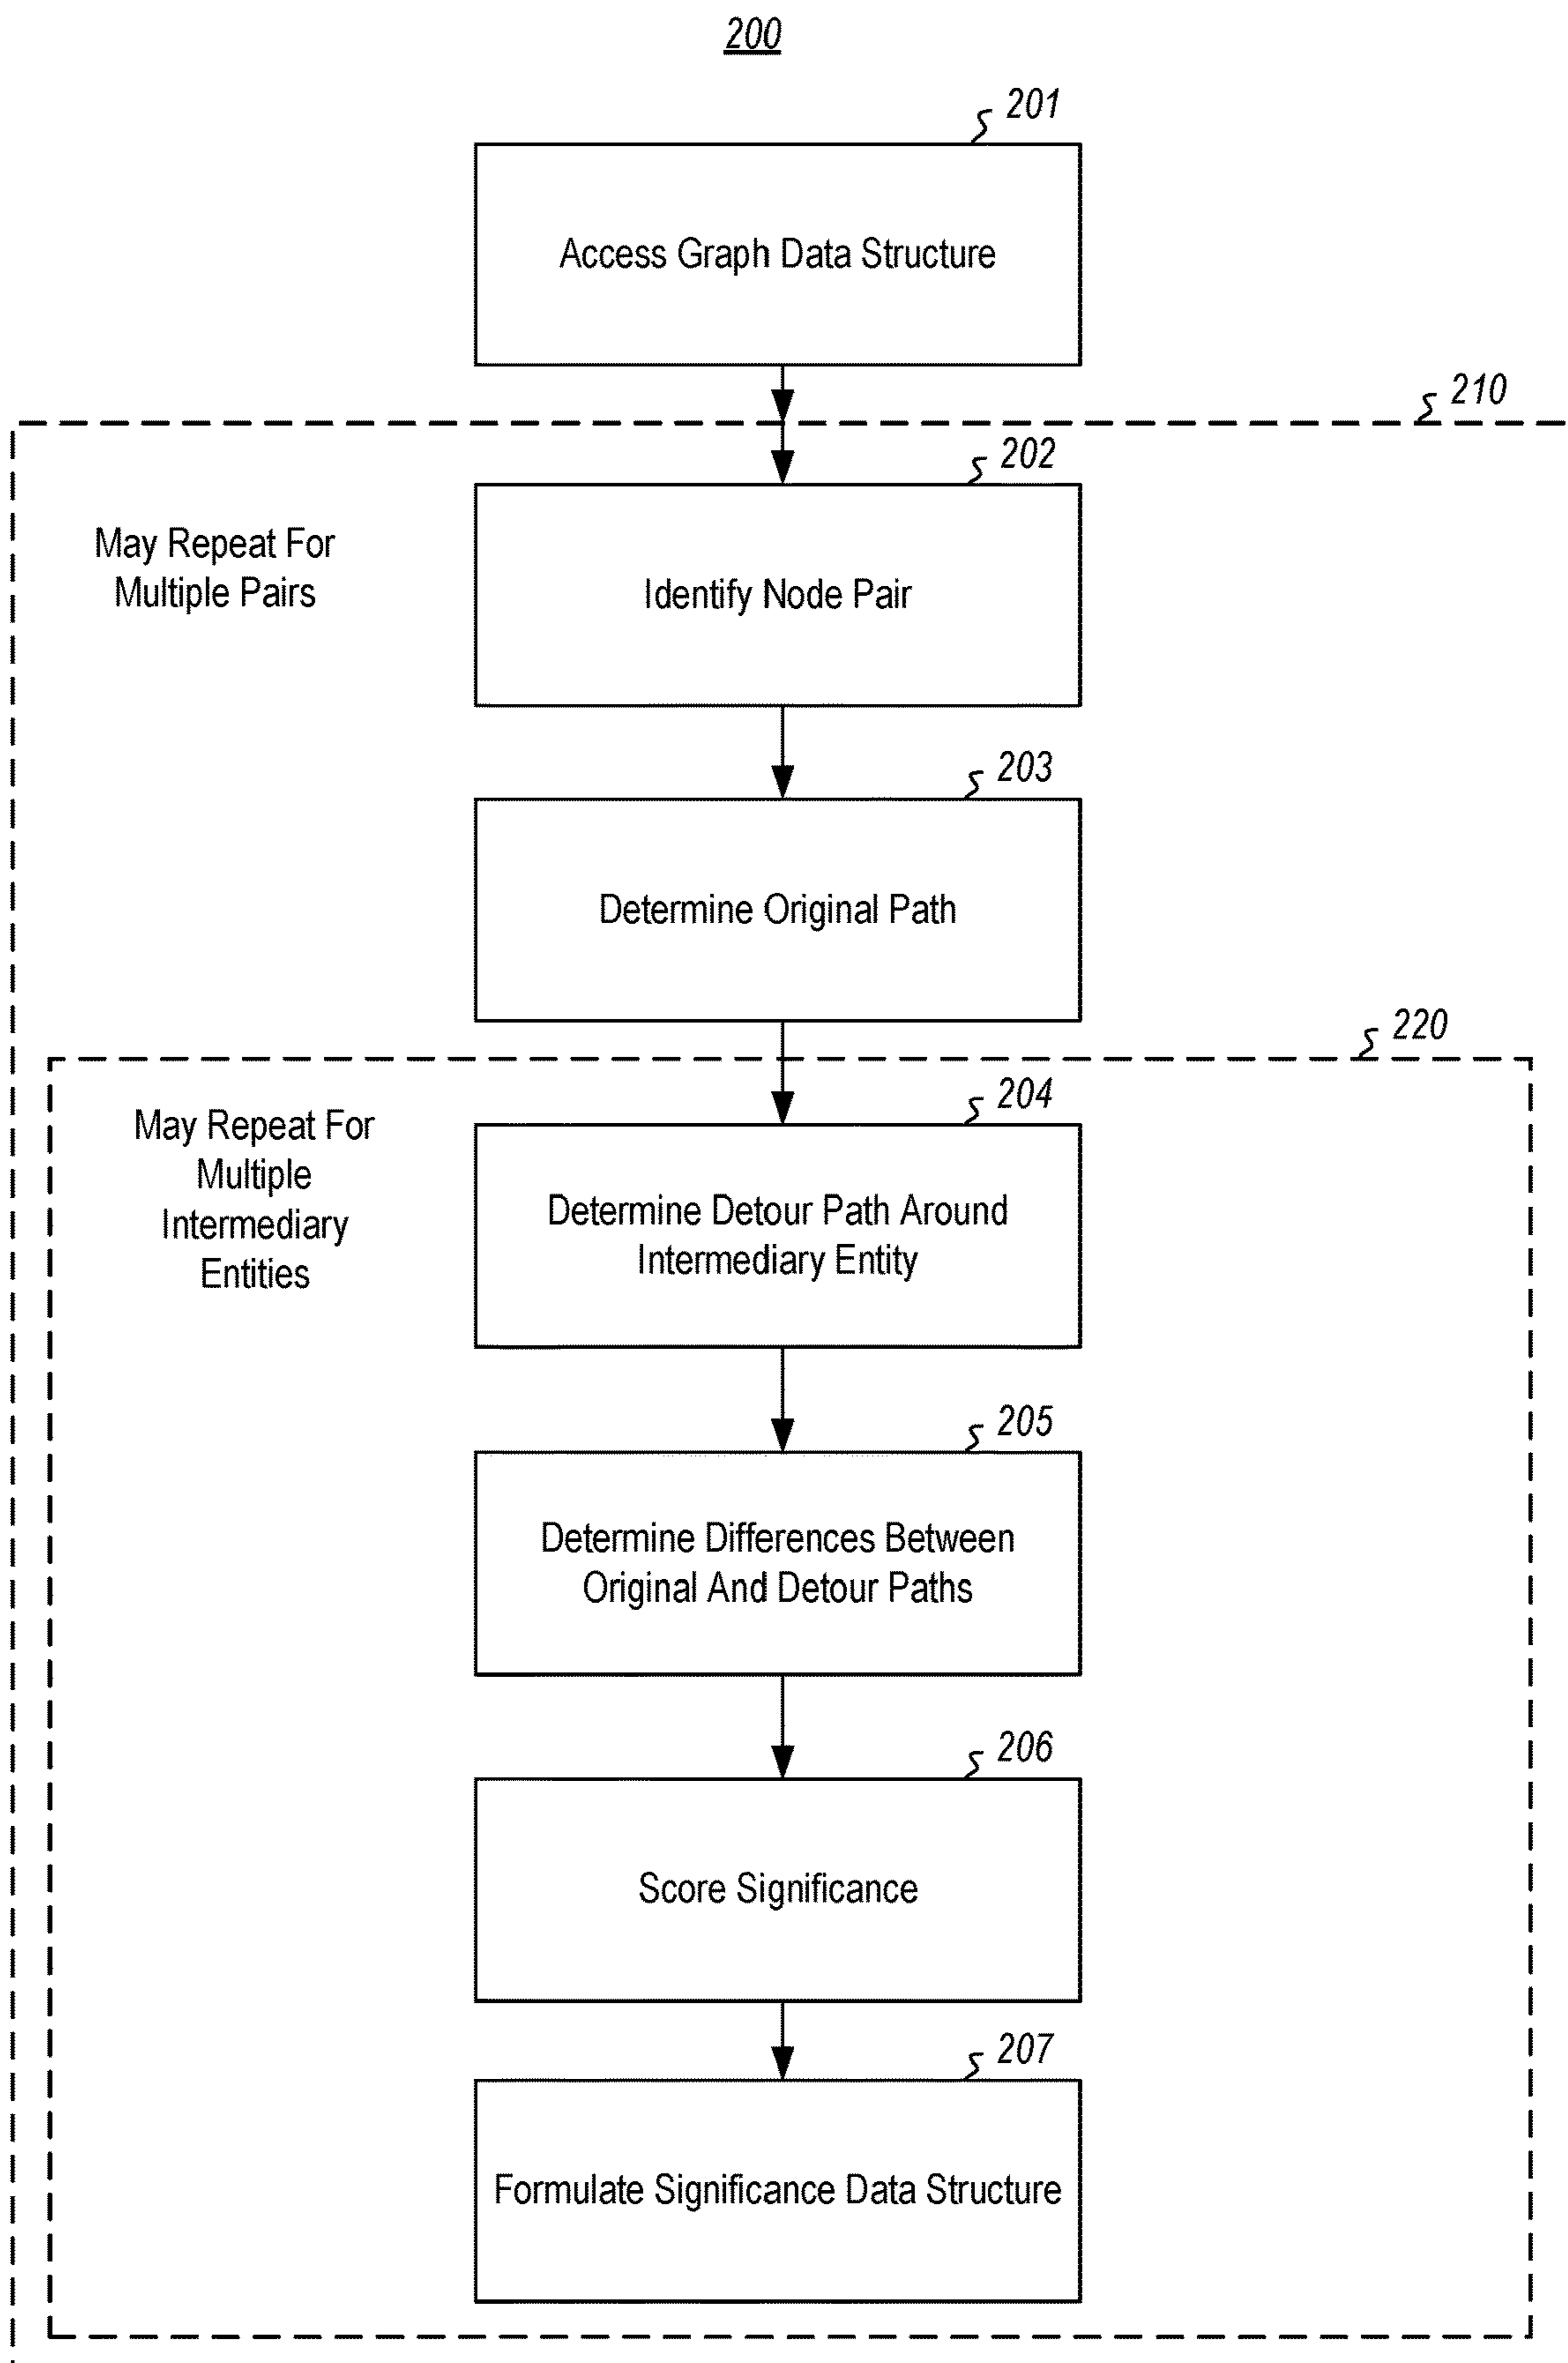 200
201
Access Graph Data Structure
210
202
May Repeat For
Multiple Pairs
Identify Node Pair
203
Determine Original Path
220
204
May Repeat For
Multiple
Intermediary
Entities
Determine Detour Path Around
Intermediary Entity
205
Determine Differences Between
Original And Detour Paths
206
Score Significance
207
Formulate Significance Data Structure